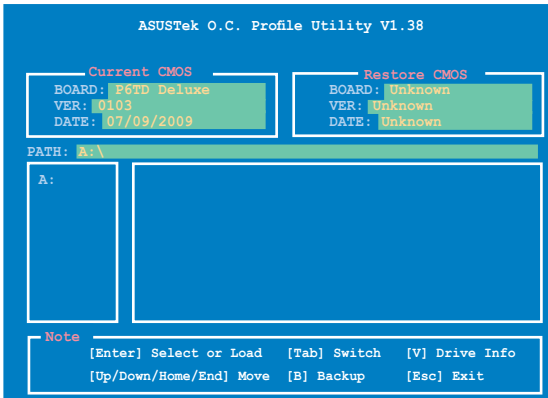 ASUSTek O.C. Profile Utility V1.38
Current CMOS
BOARD: P6TD Deluxe
VER: 0103
DATE: 07/09/2009
Restore CMOS
BOARD: Unknown
VER: Unknown
DATE: Unknown
PATH: A:\
A:
Note
[Enter] Select or Load [Tab] Switch [V] Drive Info
[Up/Down/Home/End] Move [B] Backup [Esc] Exit